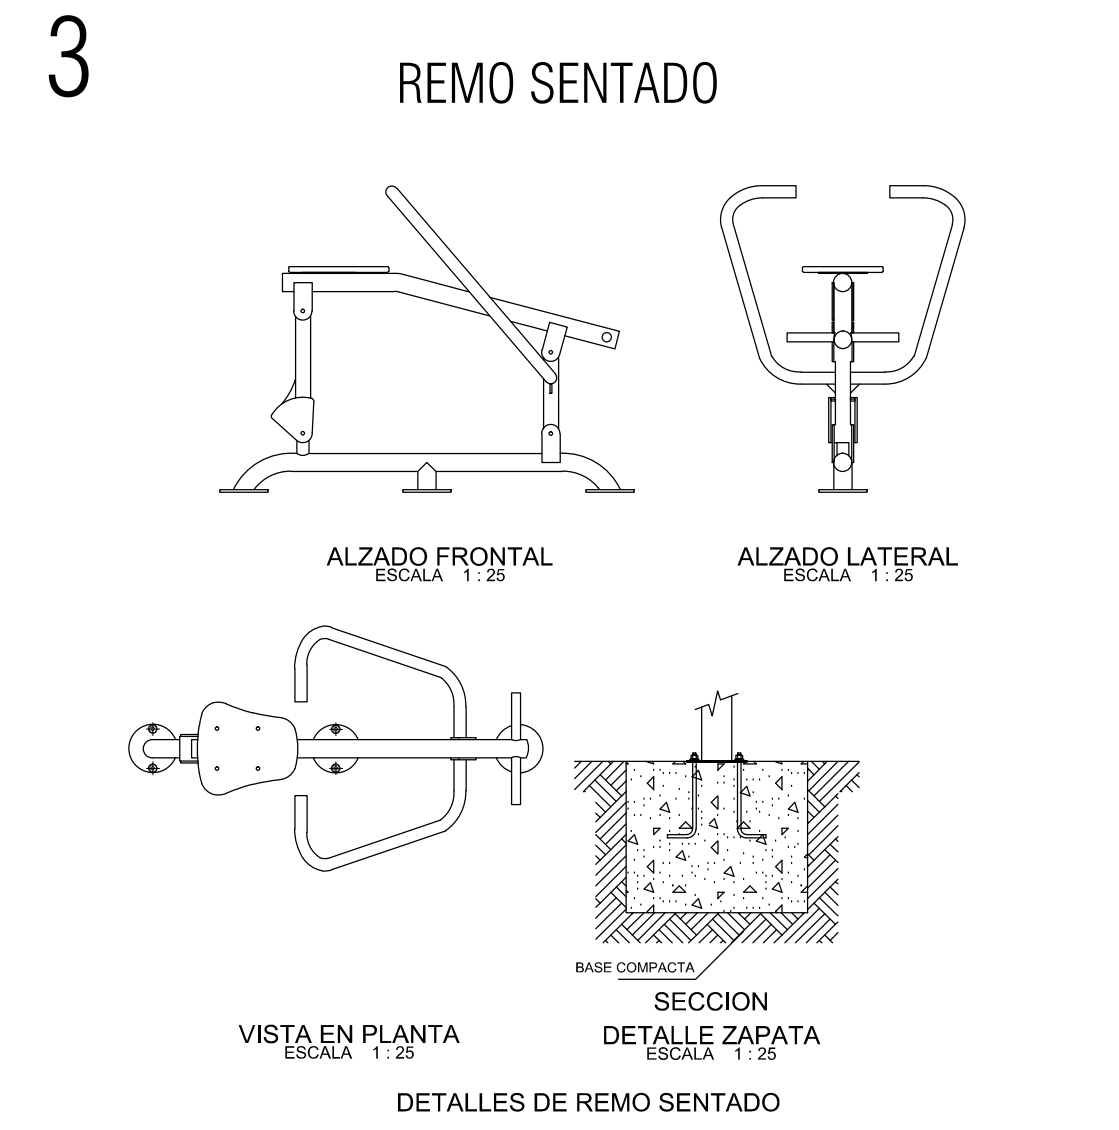 3
REMO SENTADO
ALZADO FRONTAL
ESCALA 1 : 25
ALZADO LATERAL
ESCALA 1 : 25
BASE COMPACTA
SECCION
DETALLE ZAPATA
ESCALA 1 : 25
VISTA EN PLANTA
ESCALA 1 : 25
DETALLES DE REMO SENTADO